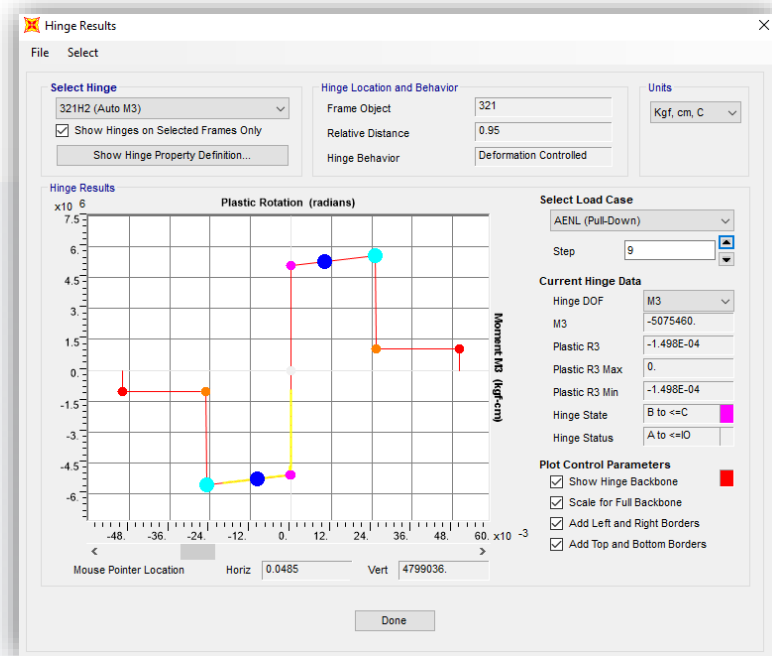 Hinge Results
File Select
Select Hinge
321H2 (Auto M3)
Show Hinges on Selected Frames Only
Show Hinge Property Definition...
Hinge Location and Behavior
Frame Object 321
Relative Distance 0.95
Hinge Behavior Deformation Controlled
Units
Kgf, cm, C
Hinge Results
x10 6
Plastic Rotation (radians)
7.5
6.
4.5
3.
1.5
0.
-1.5
-3.
-4.5
-6.
-48. -36. -24. -12. 0. 12. 24. 36. 48. 60. x10 -3
Moment M3 (kgf-cm)
Mouse Pointer Location Horiz 0.0485 Vert 4799036.
Select Load Case
AENL (Pull-Down)
Step 9
Current Hinge Data
Hinge DOF M3
M3 -5075460.
Plastic R3 -1.498E-04
Plastic R3 Max 0.
Plastic R3 Min -1.498E-04
Hinge State B to <=C
Hinge Status A to <=IO
Plot Control Parameters
Show Hinge Backbone
Scale for Full Backbone
Add Left and Right Borders
Add Top and Bottom Borders
Done